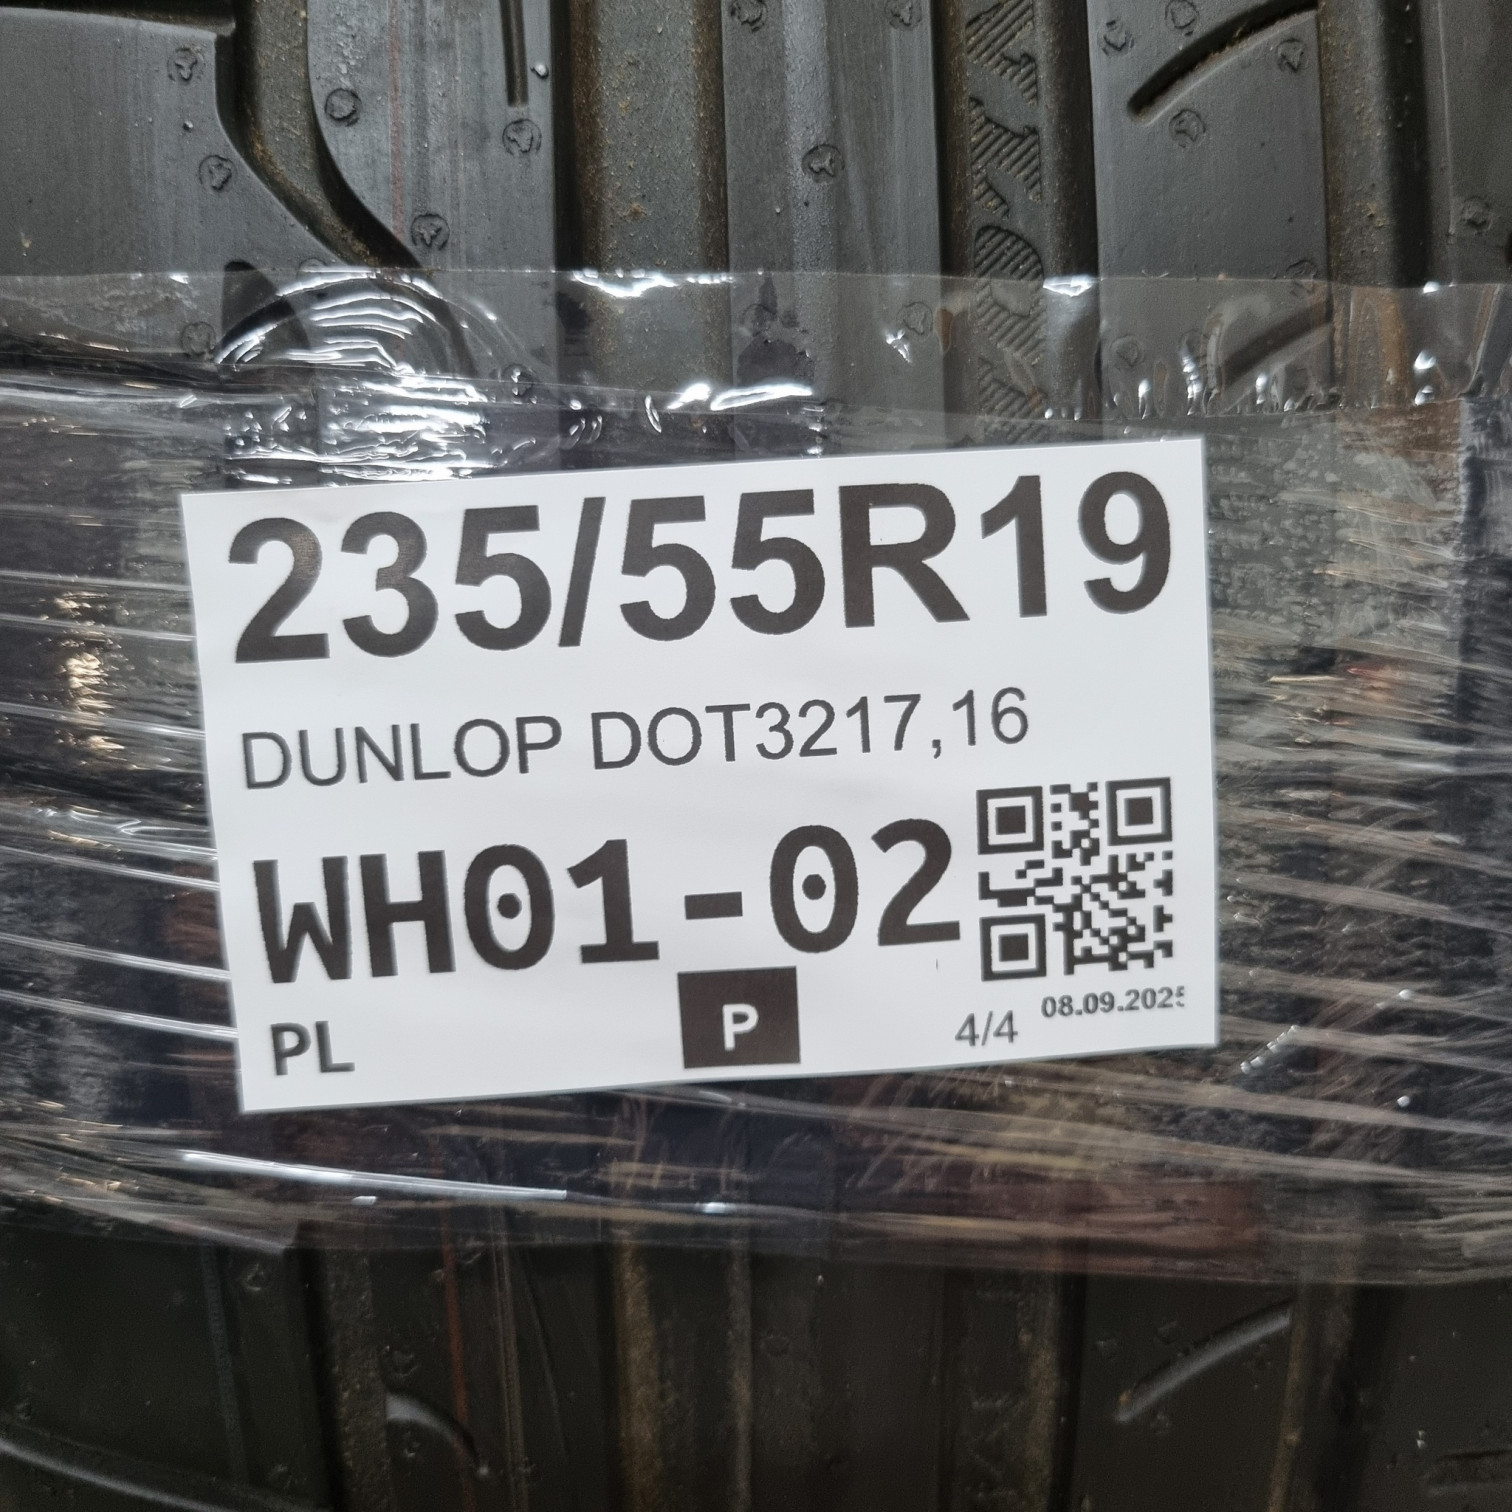 235/55R19
DUNLOP DOT3217,16
WH01-02
PL
P
4/4
08.09.2025